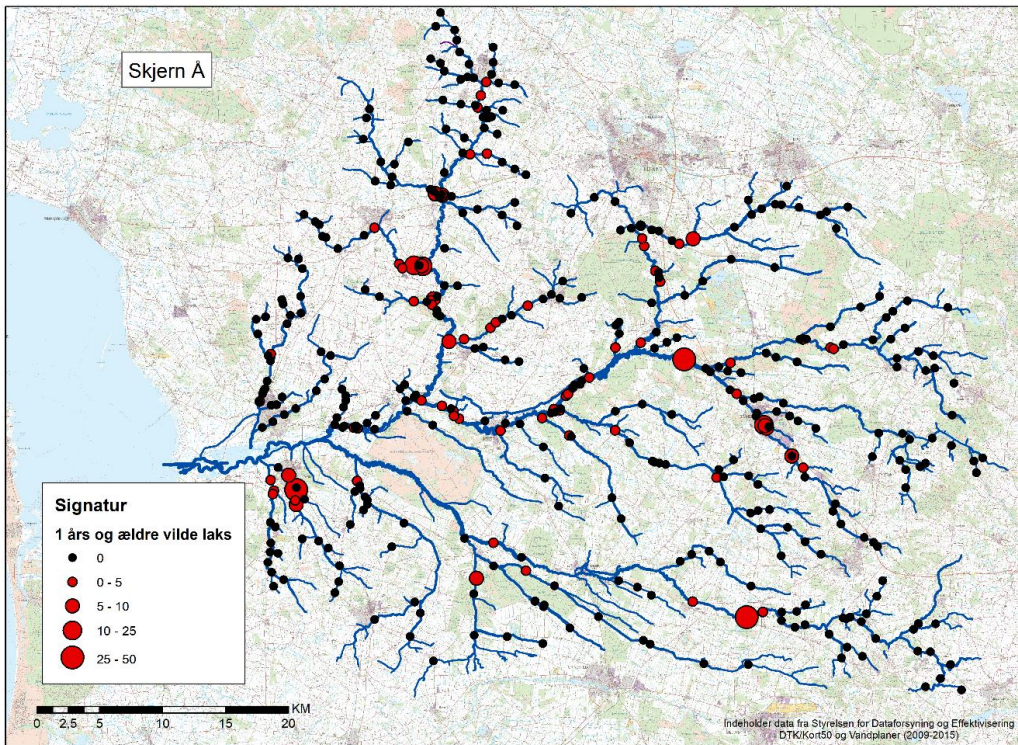 Skjern Å
Signatur
1 års og ældre vilde laks
0
0 - 5
5 - 10
10 - 25
25 - 50
0 2.5 5 10 15 20 KM
Indeholder data fra Styrelsen for Dataforsyning og Effektivisering
DTK/Kort50 og Vandplaner (2009-2015)